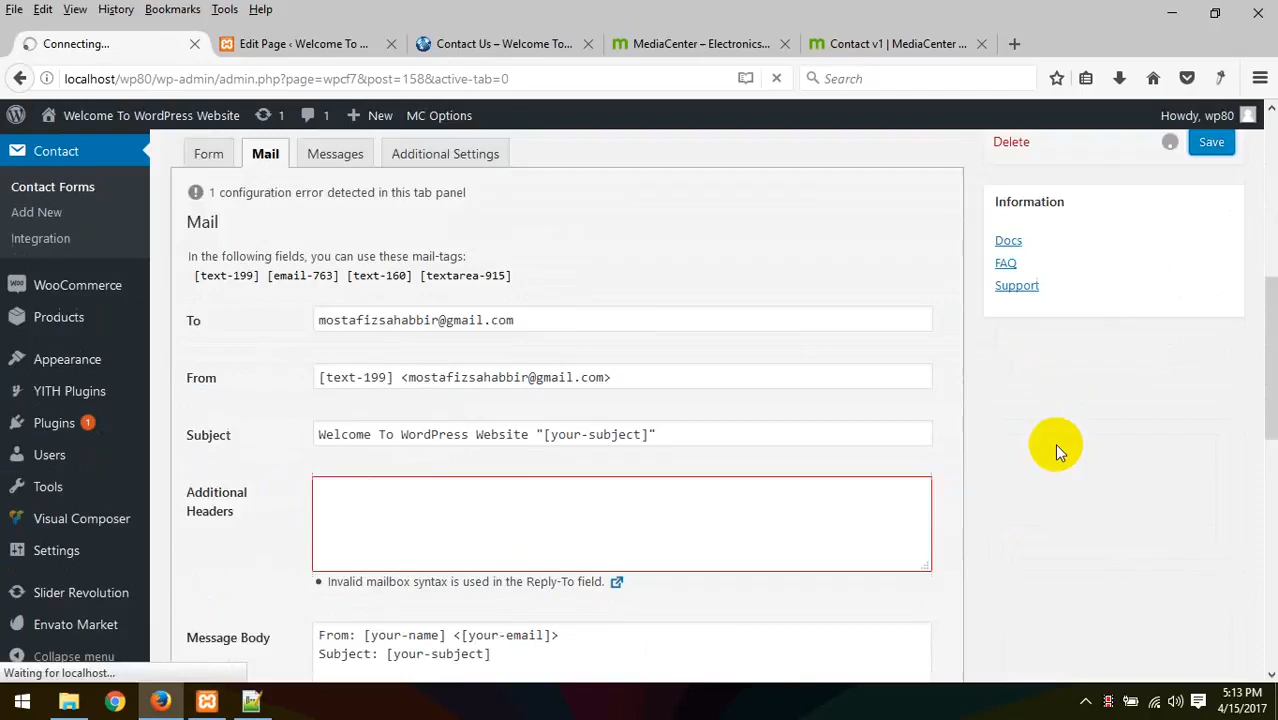 File Edit View History Bookmarks Tools Help
Connecting... Edit Page ‹ Welcome To ... Contact Us – Welcome To... MediaCenter – Electronics... Contact v1 | MediaCenter ...
localhost/wp80/wp-admin/admin.php?page=wpcf7&post=158&active-tab=0 Search
Welcome To WordPress Website 1 1 New MC Options Howdy, wp80
Contact Form Mail Messages Additional Settings Delete Save
1 configuration error detected in this tab panel
Contact Forms Information
Add New Mail
Integration Docs
In the following fields, you can use these mail-tags: FAQ
[text-199] [email-763] [text-160] [textarea-915]
WooCommerce Support
Products To mostafizsahabbir@gmail.com
Appearance
From [text-199] <mostafizsahabbir@gmail.com>
YITH Plugins
Plugins 1
Subject Welcome To WordPress Website "[your-subject]"
Users
Tools Additional
Headers
Visual Composer
Settings
Invalid mailbox syntax is used in the Reply-To field.
Slider Revolution
Envato Market Message Body From: [your-name] <[your-email]>
Collapse menu Subject: [your-subject]
Waiting for localhost...
5:13 PM
4/15/2017